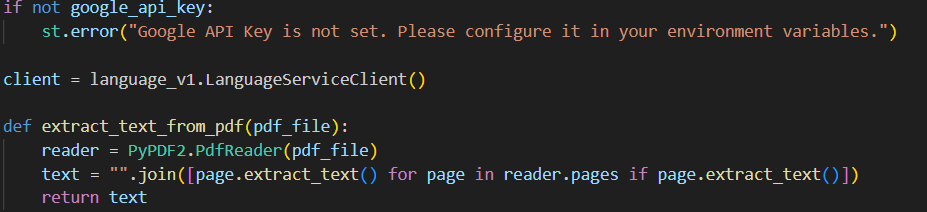 if not google_api_key:
    st.error("Google API Key is not set. Please configure it in your environment variables.")
client = language_v1.LanguageServiceClient()
def extract_text_from_pdf(pdf_file):
    reader = PyPDF2.PdfReader(pdf_file)
    text = "".join([page.extract_text() for page in reader.pages if page.extract_text()])
    return text